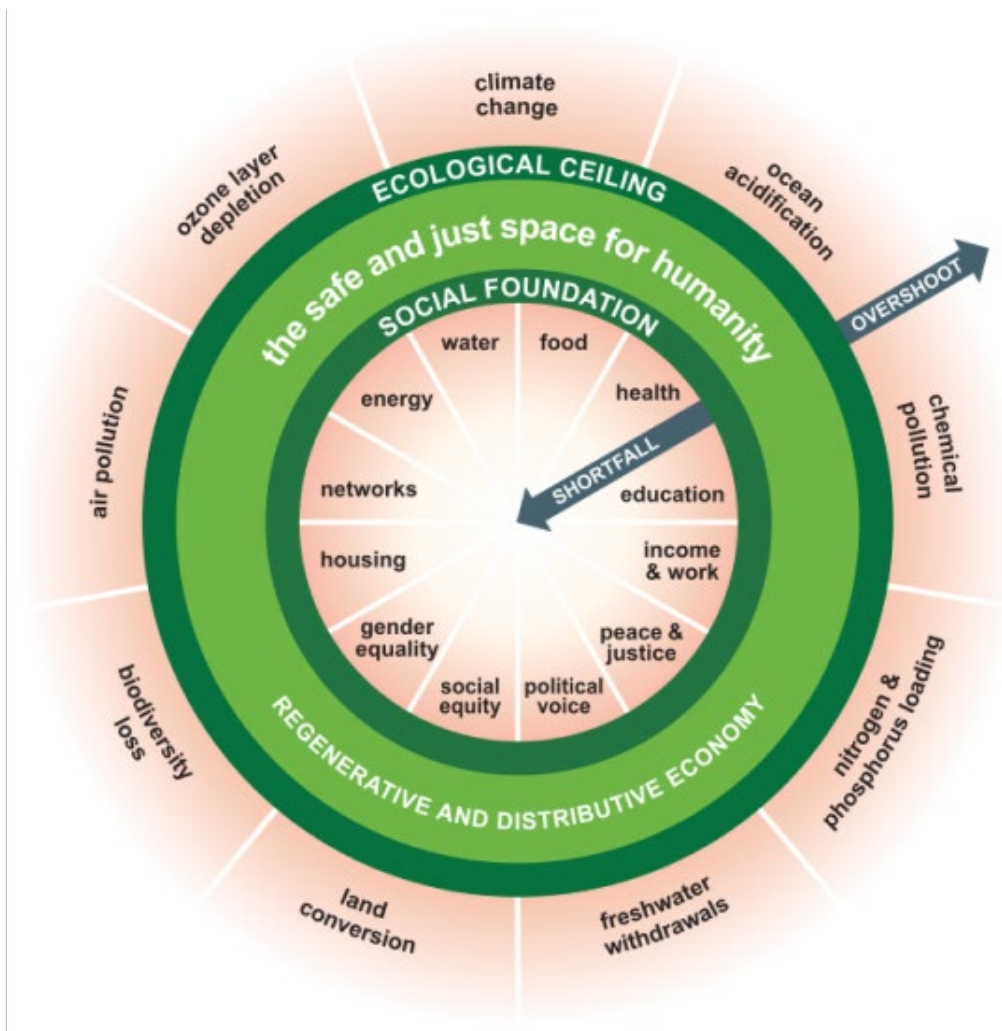 climate
change
ocean
acidification
chemical
pollution
nitrogen &
phosphorus loading
freshwater
withdrawals
land
conversion
biodiversity
loss
air pollution
ozone layer
depletion
OVERSHOOT
ECOLOGICAL CEILING
the safe and just space for humanity
SOCIAL FOUNDATION
water
food
health
SHORTFALL
education
income
& work
peace &
justice
political
voice
social
equity
gender
equality
housing
networks
energy
REGENERATIVE AND DISTRIBUTIVE ECONOMY